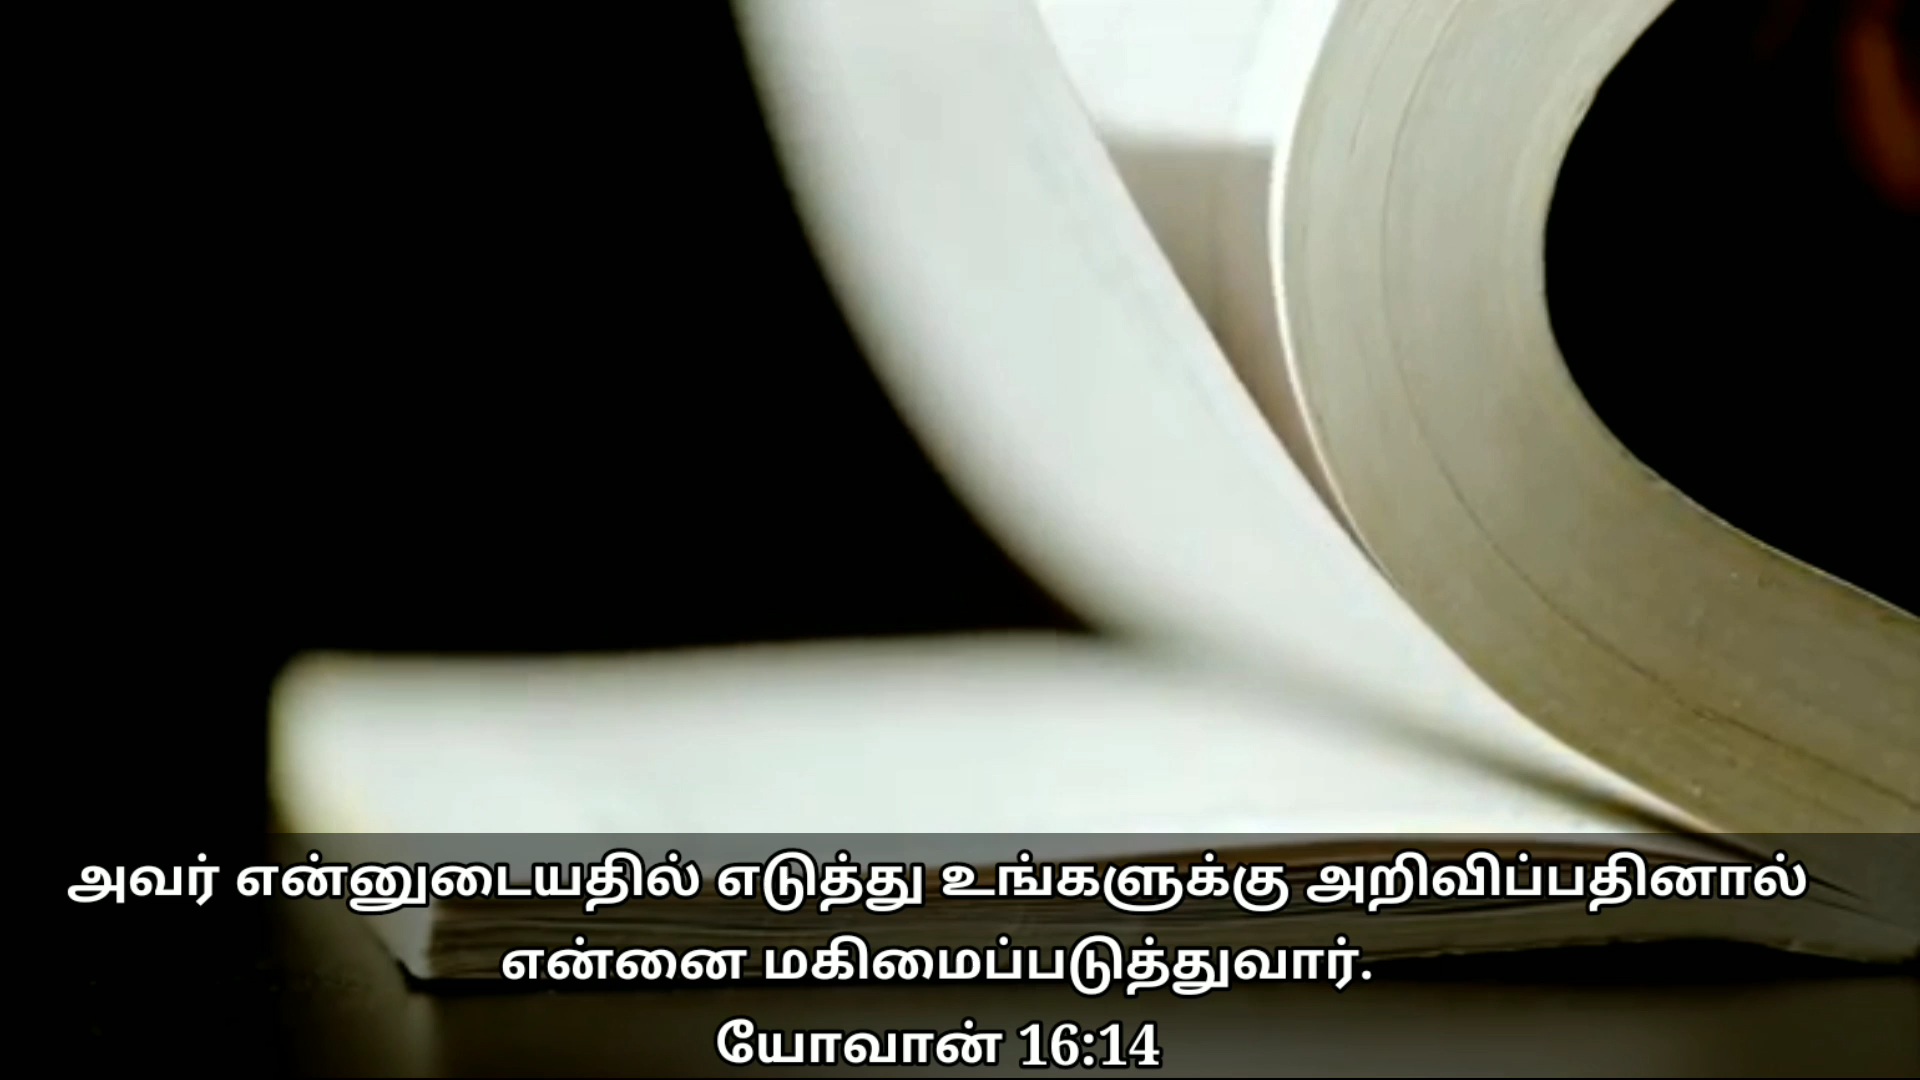 அவர் என்னுடையதில் எடுத்து உங்களுக்கு அறிவிப்பதினால்
என்னை மகிமைப்படுத்துவார்.
யோவான் 16:14